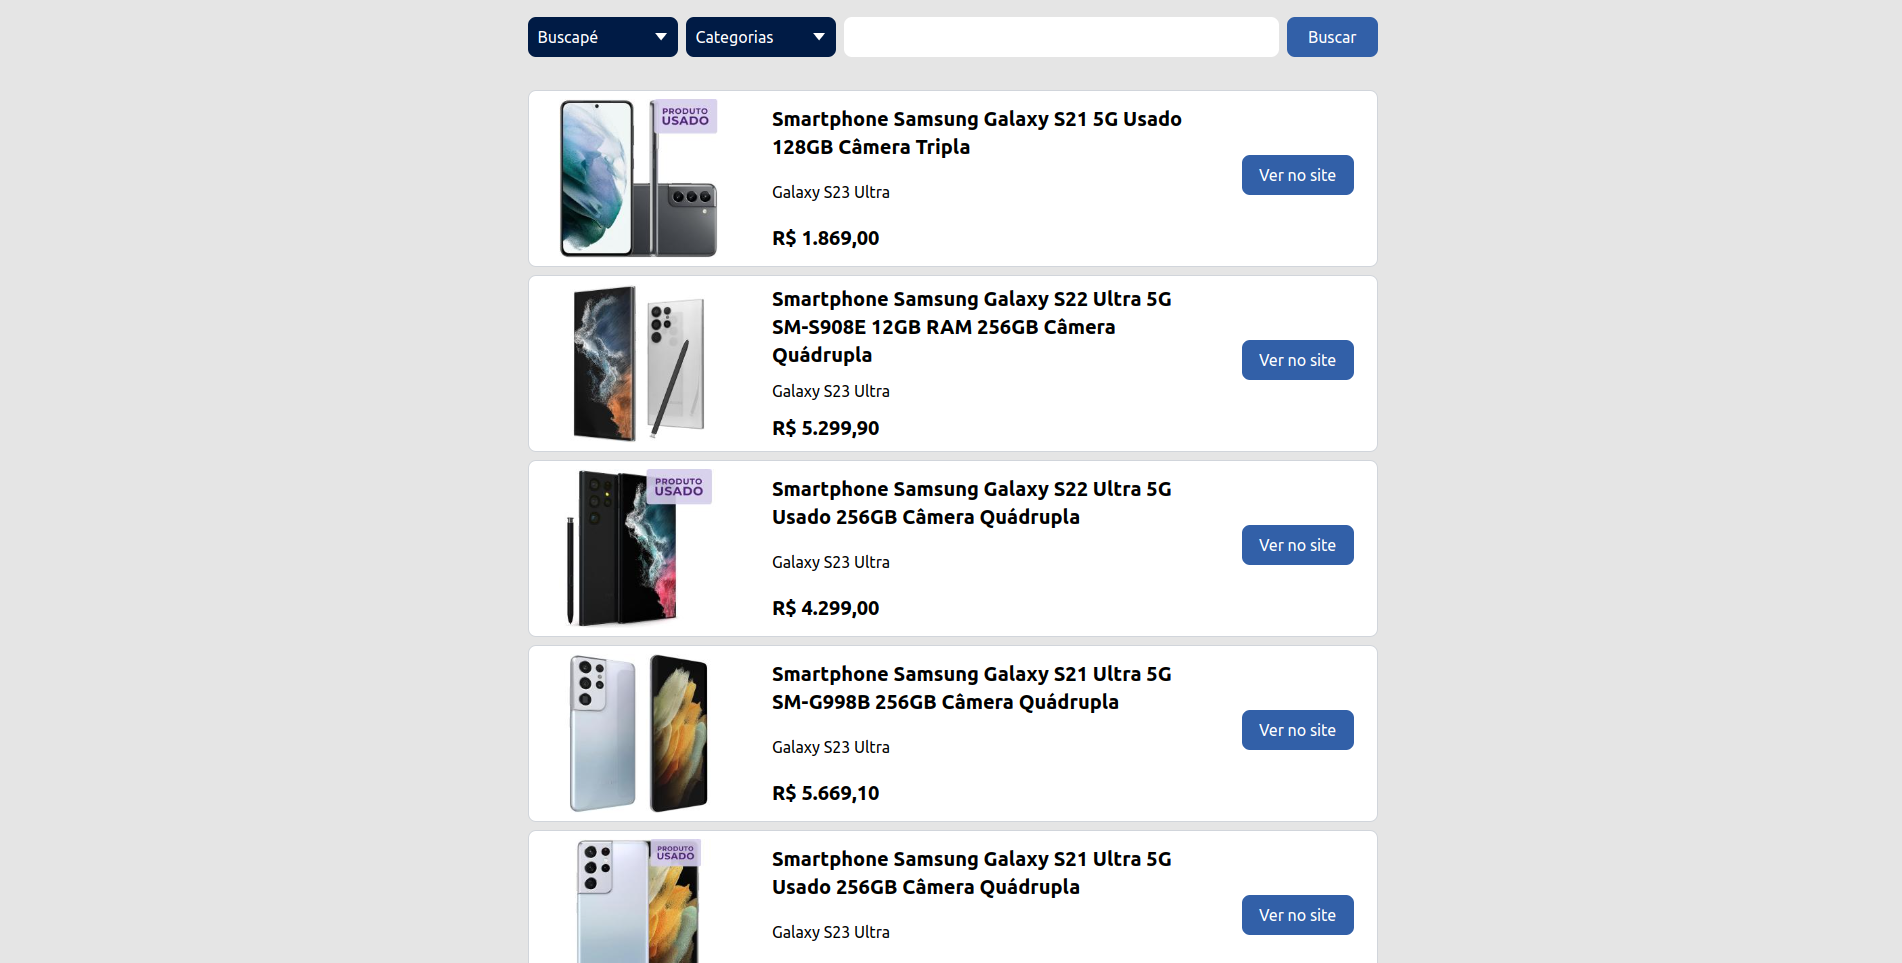 Buscapé
Categorias
Buscar
PRODUTO
USADO
Smartphone Samsung Galaxy S21 5G Usado
128GB Câmera Tripla
Galaxy S23 Ultra
R$ 1.869,00
Ver no site
Smartphone Samsung Galaxy S22 Ultra 5G
SM-S908E 12GB RAM 256GB Câmera
Quádrupla
Galaxy S23 Ultra
R$ 5.299,90
Ver no site
PRODUTO
USADO
Smartphone Samsung Galaxy S22 Ultra 5G
Usado 256GB Câmera Quádrupla
Galaxy S23 Ultra
R$ 4.299,00
Ver no site
Smartphone Samsung Galaxy S21 Ultra 5G
SM-G998B 256GB Câmera Quádrupla
Galaxy S23 Ultra
R$ 5.669,10
Ver no site
PRODUTO
USADO
Smartphone Samsung Galaxy S21 Ultra 5G
Usado 256GB Câmera Quádrupla
Galaxy S23 Ultra
Ver no site